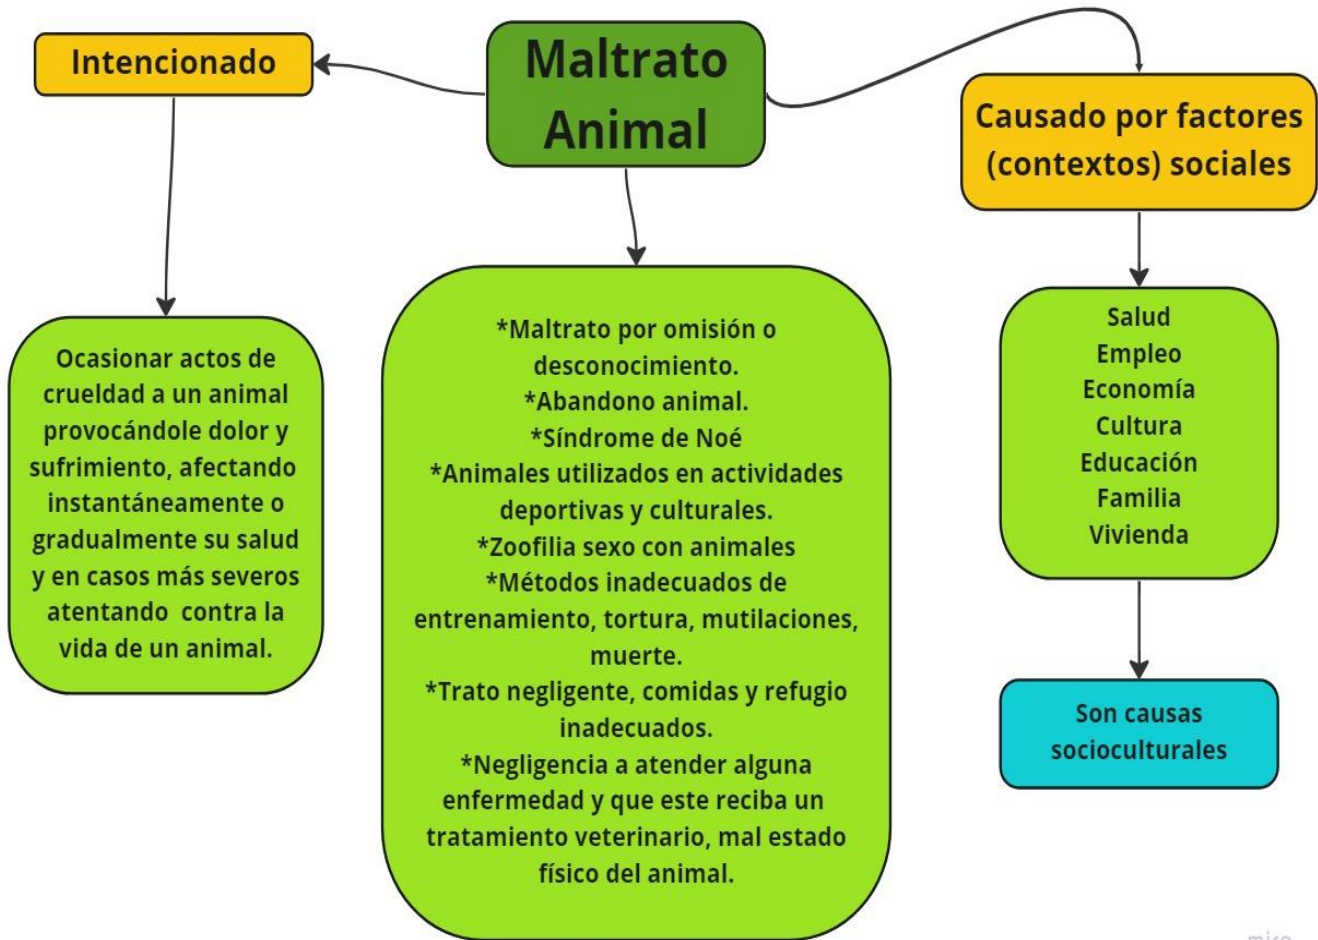 Maltrato
Animal
Intencionado
Ocasionar actos de
crueldad a un animal
provocándole dolor y
sufrimiento, afectando
instantáneamente o
gradualmente su salud
y en casos más severos
atentando contra la
vida de un animal.
*Maltrato por omisión o
desconocimiento.
*Abandono animal.
*Síndrome de Noé
*Animales utilizados en actividades
deportivas y culturales.
*Zoofilia sexo con animales
*Métodos inadecuados de
entrenamiento, tortura, mutilaciones,
muerte.
*Trato negligente, comidas y refugio
inadecuados.
*Negligencia a atender alguna
enfermedad y que este reciba un
tratamiento veterinario, mal estado
físico del animal.
Causado por factores
(contextos) sociales
Salud
Empleo
Economía
Cultura
Educación
Familia
Vivienda
Son causas
socioculturales